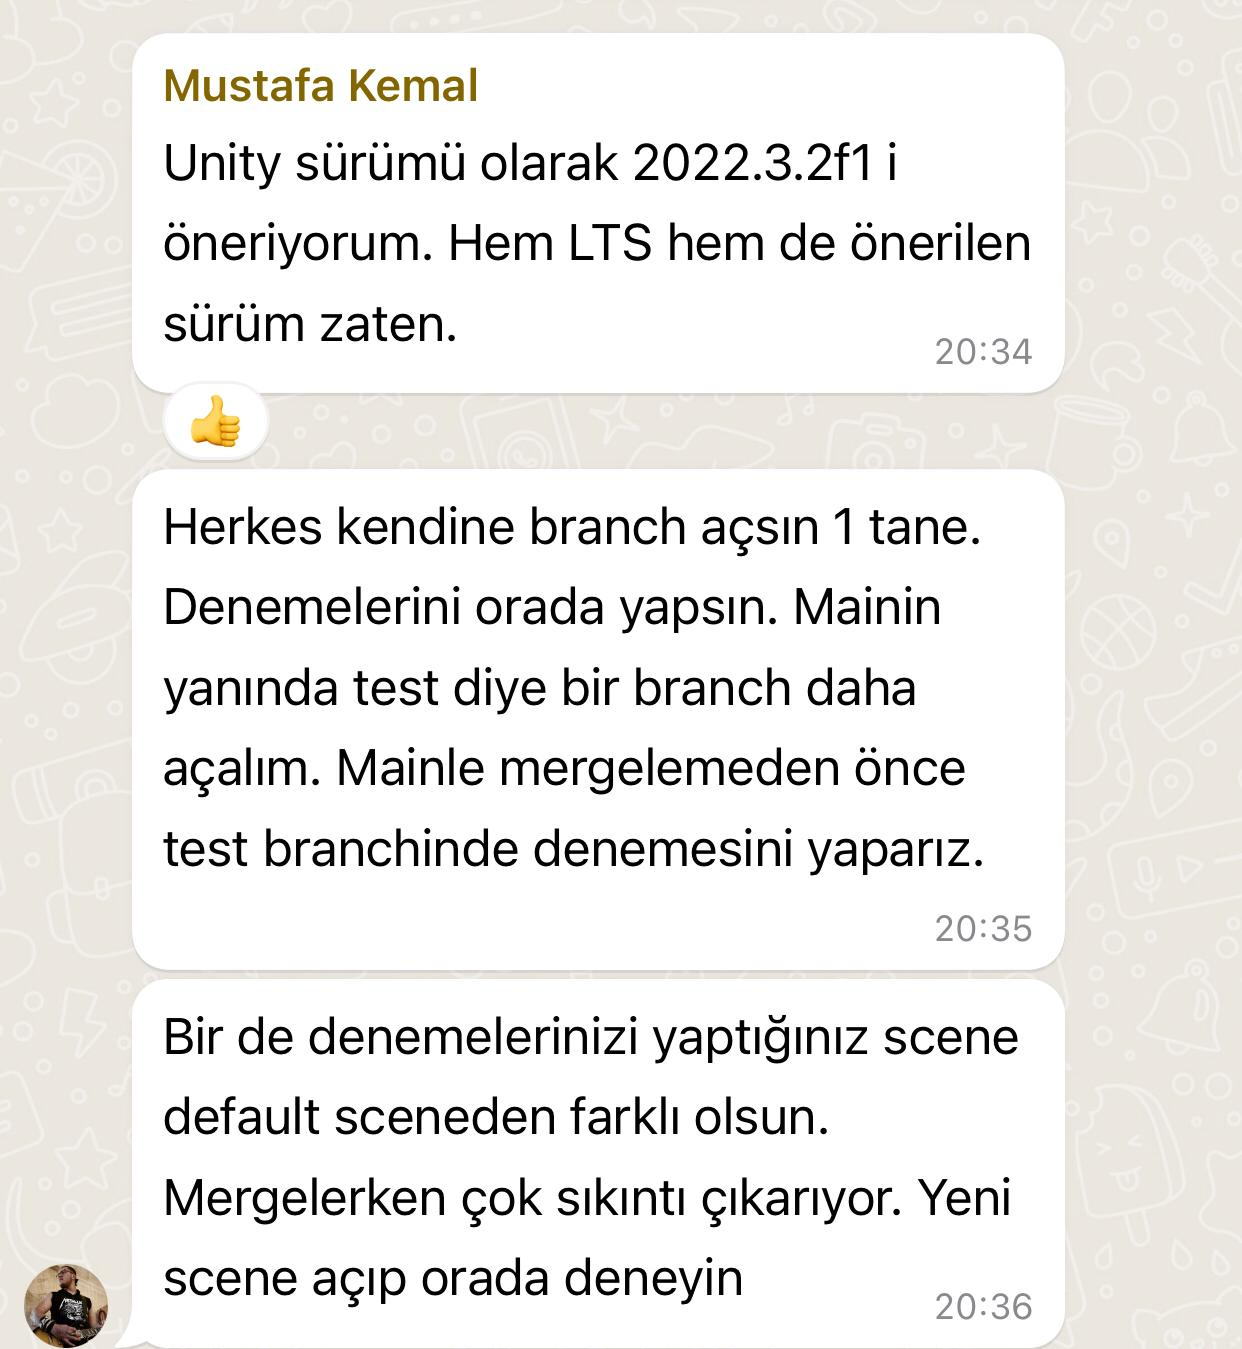 Mustafa Kemal
Unity sürümü olarak 2022.3.2f1 i
öneriyorum. Hem LTS hem de önerilen
sürüm zaten.
20:34
Herkes kendine branch açsın 1 tane.
Denemelerini orada yapsın. Mainin
yanında test diye bir branch daha
açalım. Mainle mergelemeden önce
test branchinde denemesini yaparız.
20:35
Bir de denemelerinizi yaptığınız scene
default sceneden farklı olsun.
Mergelerken çok sıkıntı çıkarıyor. Yeni
scene açıp orada deneyin
20:36